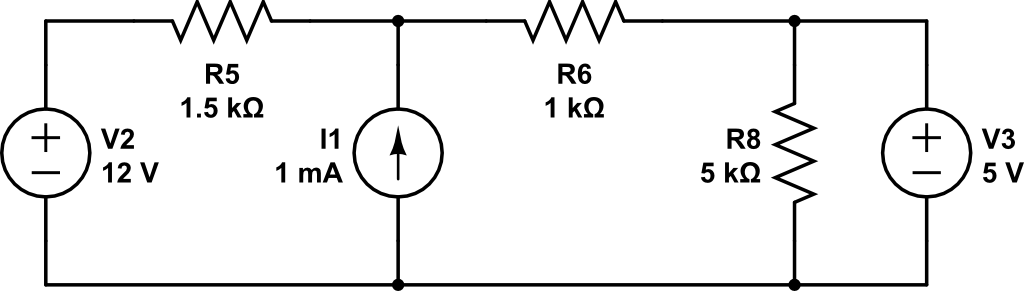 R5
1.5 kΩ
R6
1 kΩ
V2
12 V
I1
1 mA
R8
5 kΩ
V3
5 V